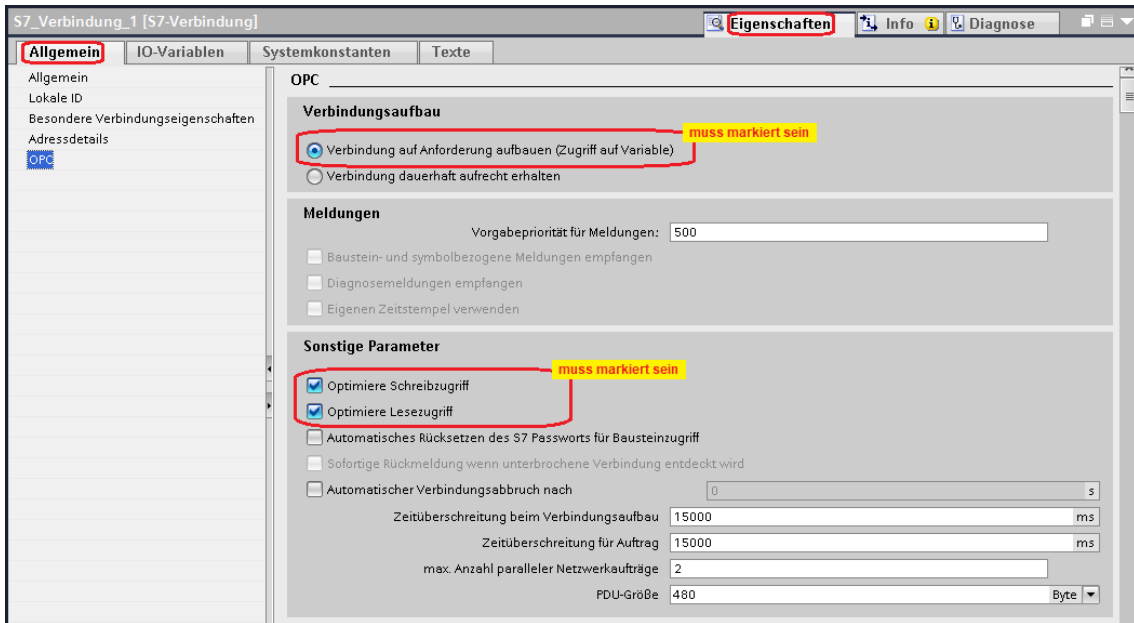 S7_Verbindung_1 [S7-Verbindung]
Eigenschaften
Info
Diagnose
Allgemein
IO-Variablen
Systemkonstanten
Texte
Allgemein
Lokale ID
Besondere Verbindungseigenschaften
Adressdetails
OPC
OPC
Verbindungsaufbau
muss markiert sein
Verbindung auf Anforderung aufbauen (Zugriff auf Variable)
Verbindung dauerhaft aufrecht erhalten
Meldungen
Vorgabepriorität für Meldungen: 500
Baustein- und symbolbezogene Meldungen empfangen
Diagnosemeldungen empfangen
Eigenen Zeitstempel verwenden
Sonstige Parameter
muss markiert sein
Optimiere Schreibzugriff
Optimiere Lesezugriff
Automatisches Rücksetzen des S7 Passworts für Bausteinzugriff
Sofortige Rückmeldung wenn unterbrochene Verbindung entdeckt wird
Automatischer Verbindungsabbruch nach 0 s
Zeitüberschreitung beim Verbindungsaufbau 15000 ms
Zeitüberschreitung für Auftrag 15000 ms
max. Anzahl paralleler Netzwerkaufträge 2
PDU-Größe 480 Byte